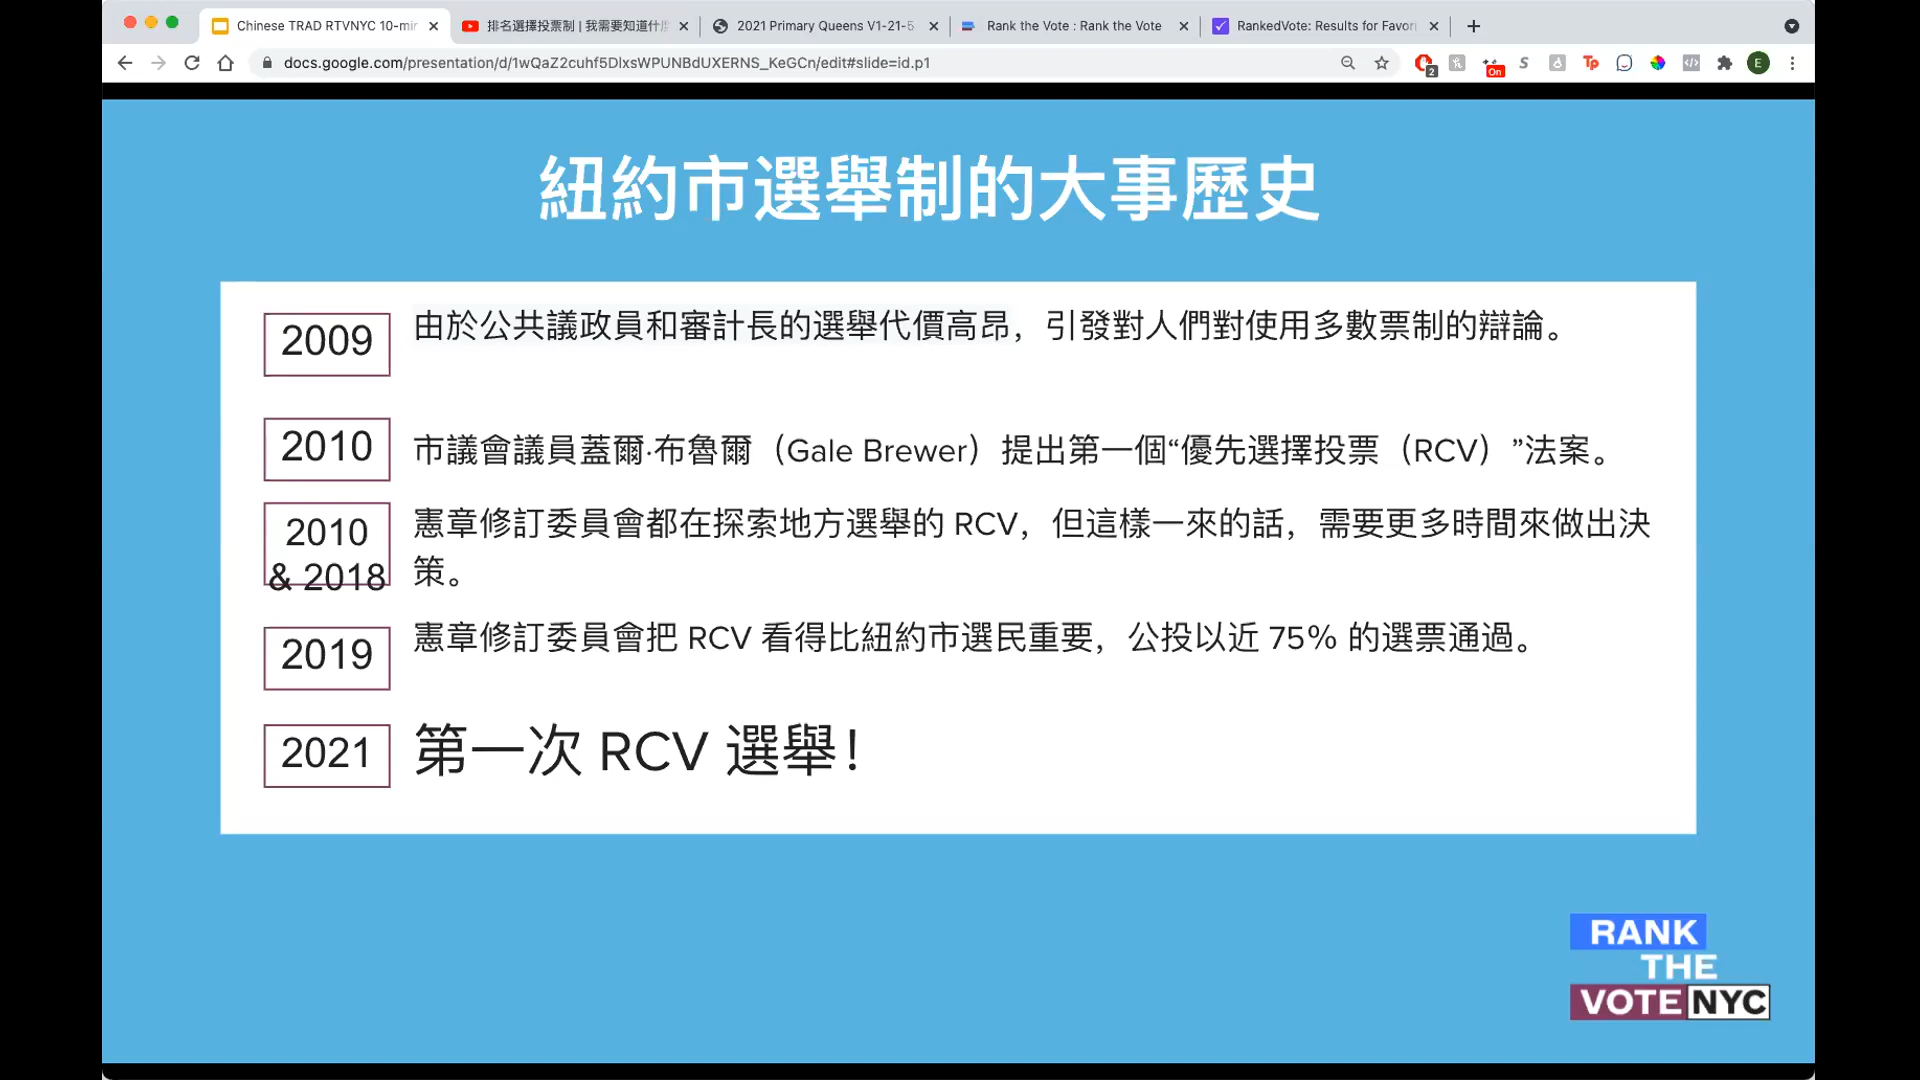 Chinese TRAD RTVNYC 10-min
排名選擇投票制 | 我需要知道什
2021 Primary Queens V1-21-5
Rank the Vote : Rank the Vote
RankedVote: Results for Favori
docs.google.com/presentation/d/1wQaZ2cuhf5DlxsWPUNBdUXERNS_KeGCn/edit#slide=id.p1
2
On
S
Tp
E
紐約市選舉制的大事歷史
2009
由於公共議政員和審計長的選舉代價高昂，引發對人們對使用多數票制的辯論。
2010
市議會議員蓋爾·布魯爾（Gale Brewer）提出第一個“優先選擇投票（RCV）”法案。
2010
& 2018
憲章修訂委員會都在探索地方選舉的 RCV，但這樣一來的話，需要更多時間來做出決
策。
2019
憲章修訂委員會把 RCV 看得比紐約市選民重要，公投以近 75% 的選票通過。
2021
第一次 RCV 選舉！
RANK
THE
VOTE NYC